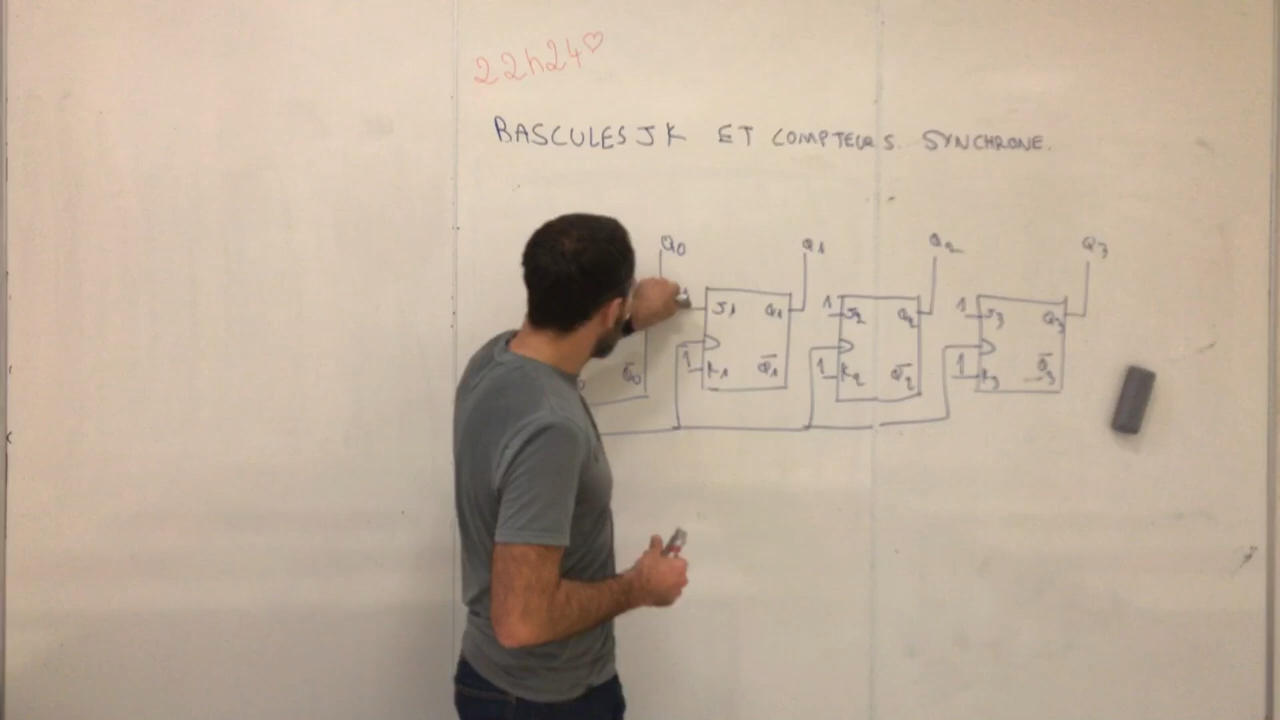 22h24♡
BASCULES JK ET COMPTEURS. SYNCHRONE.
Q0 Q1 Q2 Q3
J1 Q1 1 J2 Q2 1 J3 Q3
Q̅0 1 K1 Q̅1 1 K2 Q̅2 1 K3 Q̅3